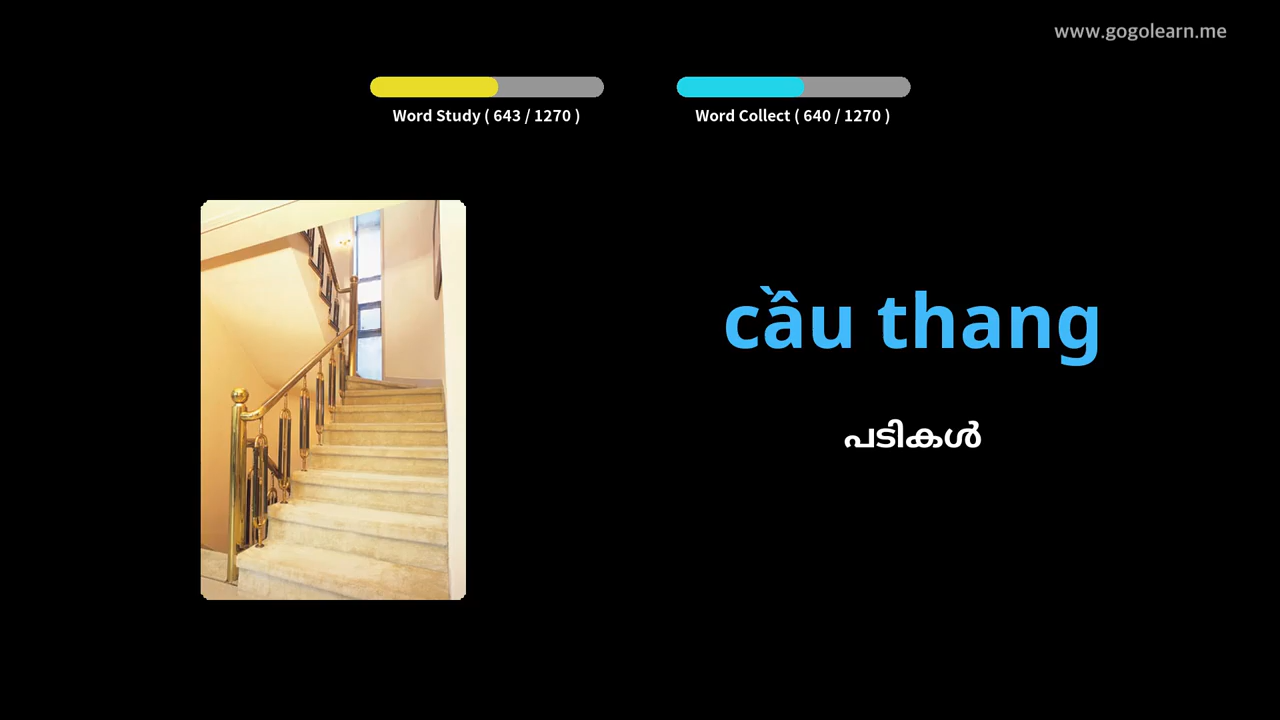 www.gogolearn.me
Word Study ( 643 / 1270 )
Word Collect ( 640 / 1270 )
cầu thang
പടികൾ